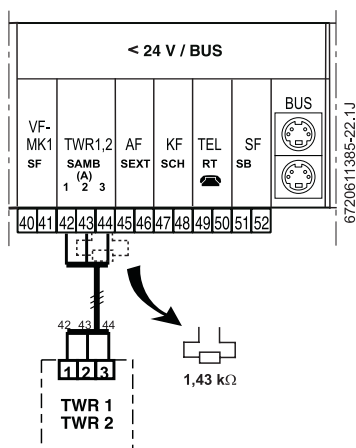 < 24 V / BUS
VF- TWR1,2 AF KF TEL SF BUS
MK1 SAMB SEXT SCH RT SB
SF (A)
1 2 3
40 41 42 43 44 45 46 47 48 49 50 51 52
42 43 44
1 2 3
1,43 kΩ
TWR 1
TWR 2
6720611385-22.1J